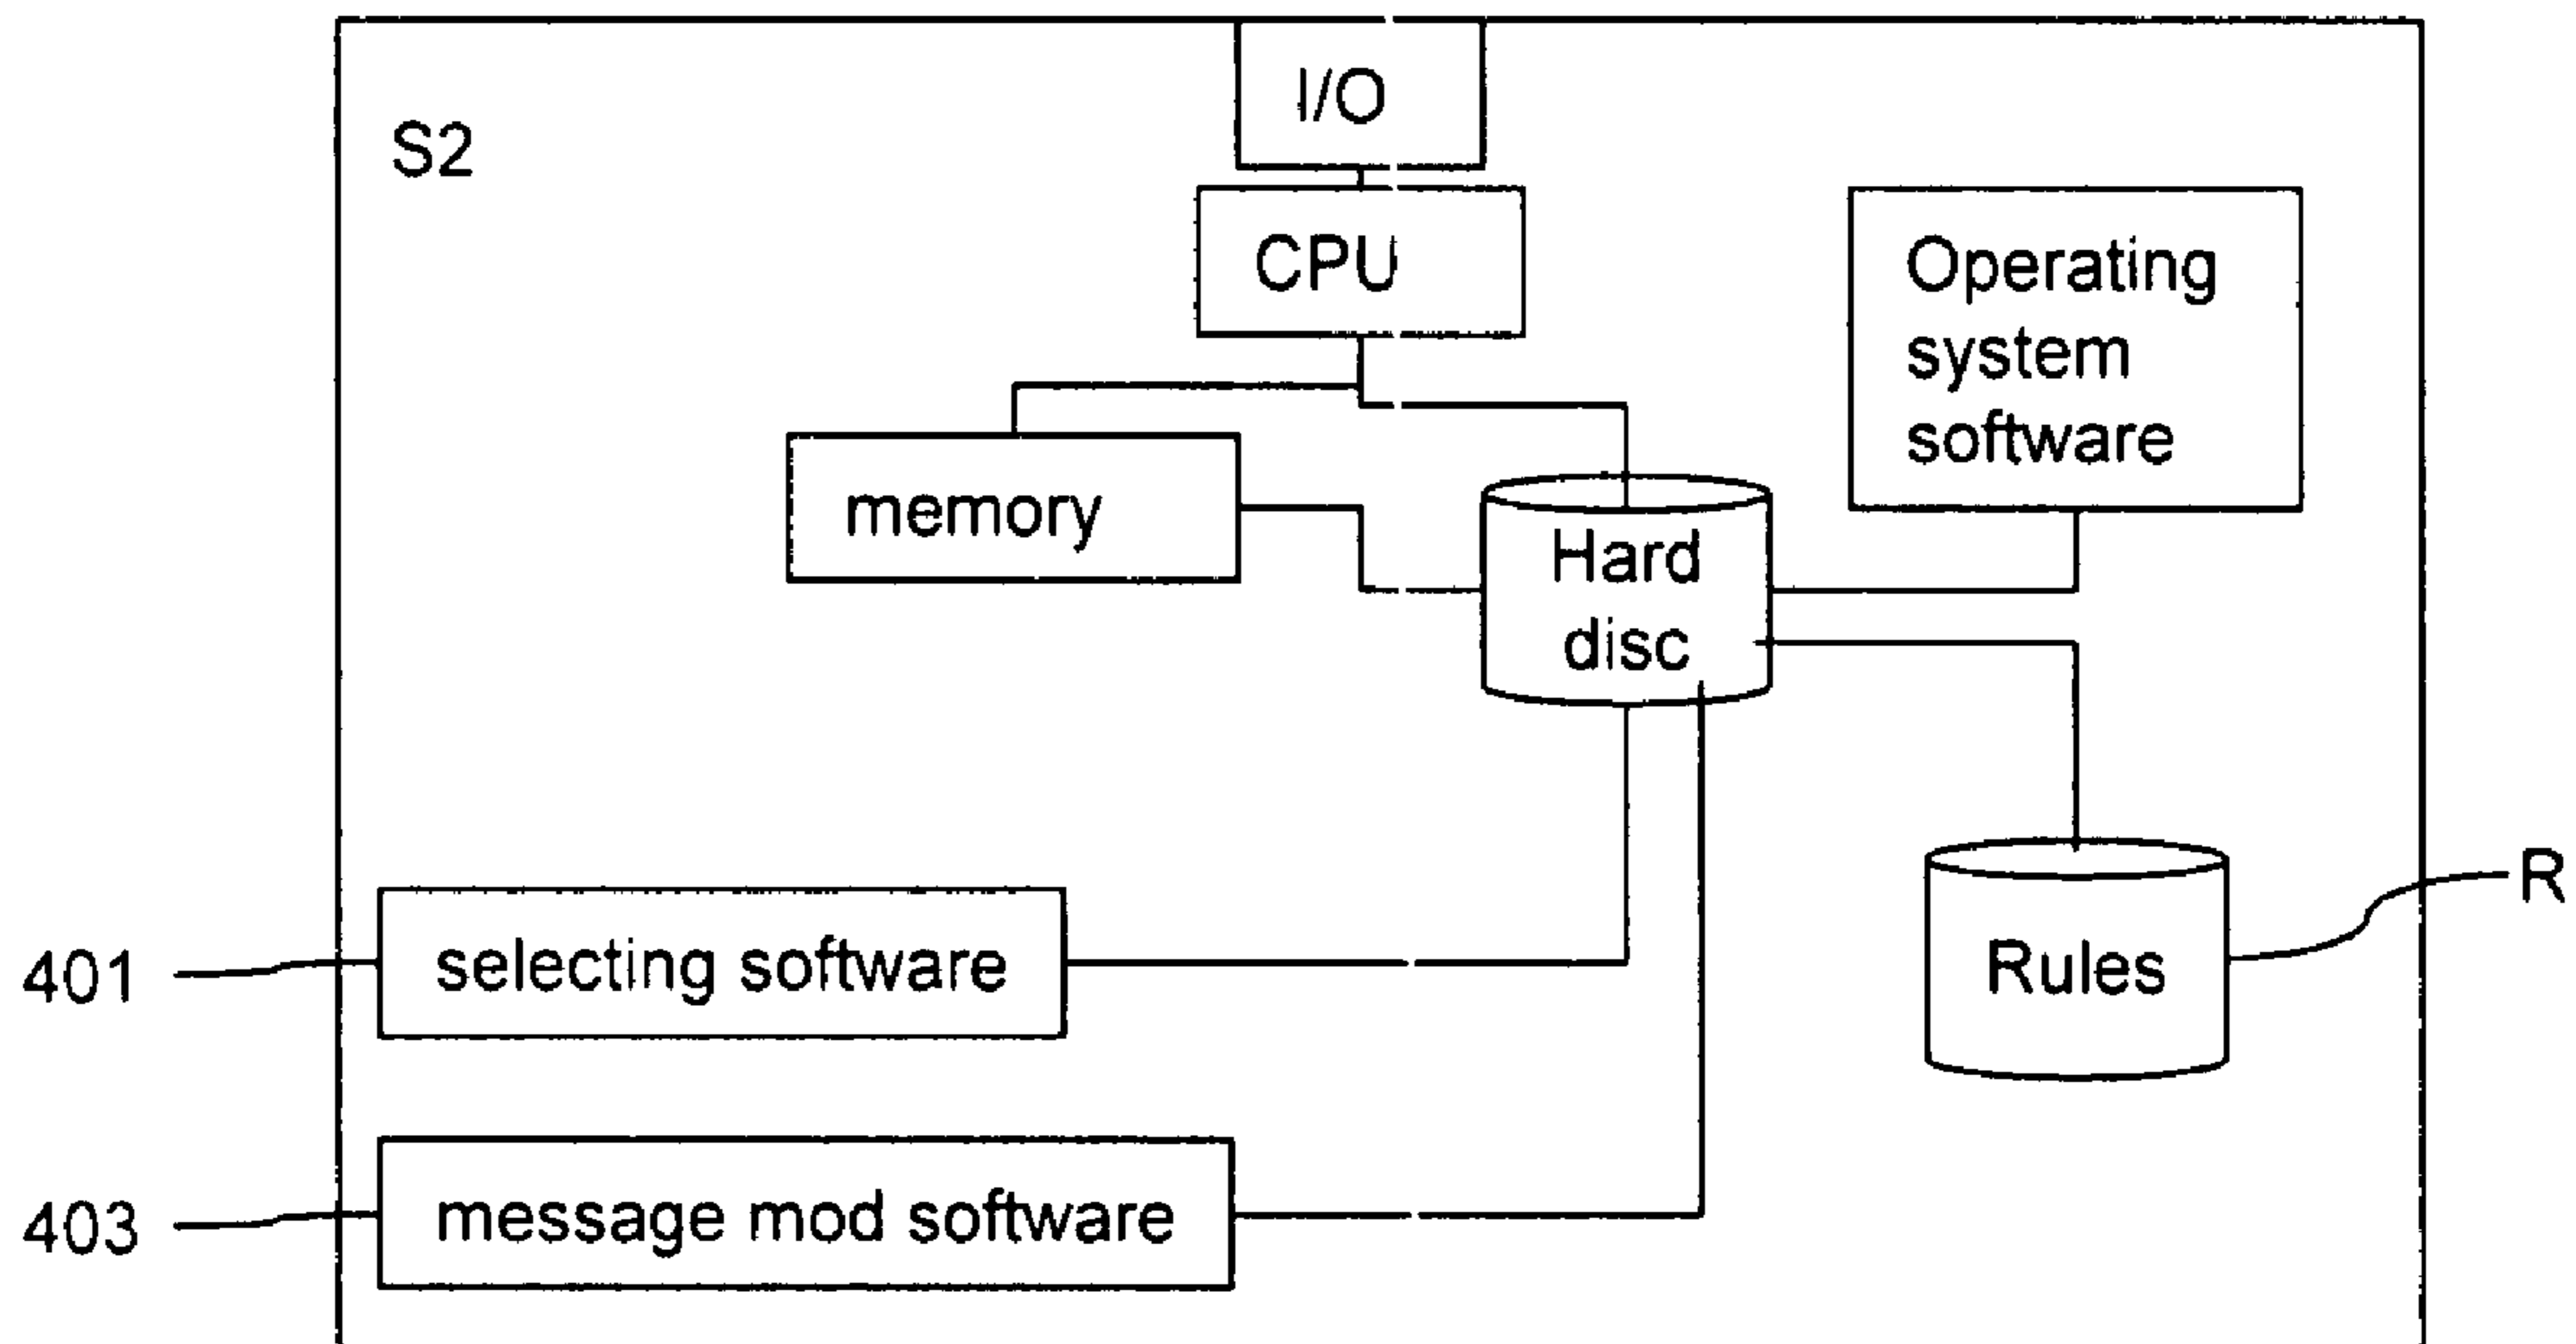 I/O
S2
CPU
Operating
system
software
memory
Hard
disc
R
selecting software
401
Rules
message mod software
403